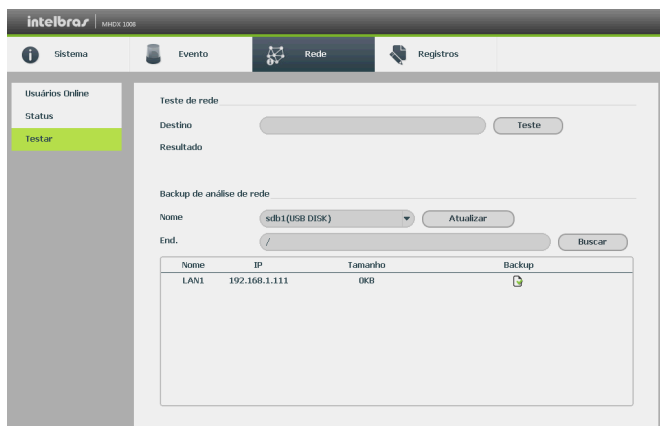 intelbras MHDX 1008
Sistema Evento Rede Registros
Usuários Online
Status
Testar
Teste de rede
Destino Teste
Resultado
Backup de análise de rede
Nome sdb1(USB DISK) Atualizar
End. / Buscar
Nome IP Tamanho Backup
LAN1 192.168.1.111 0KB